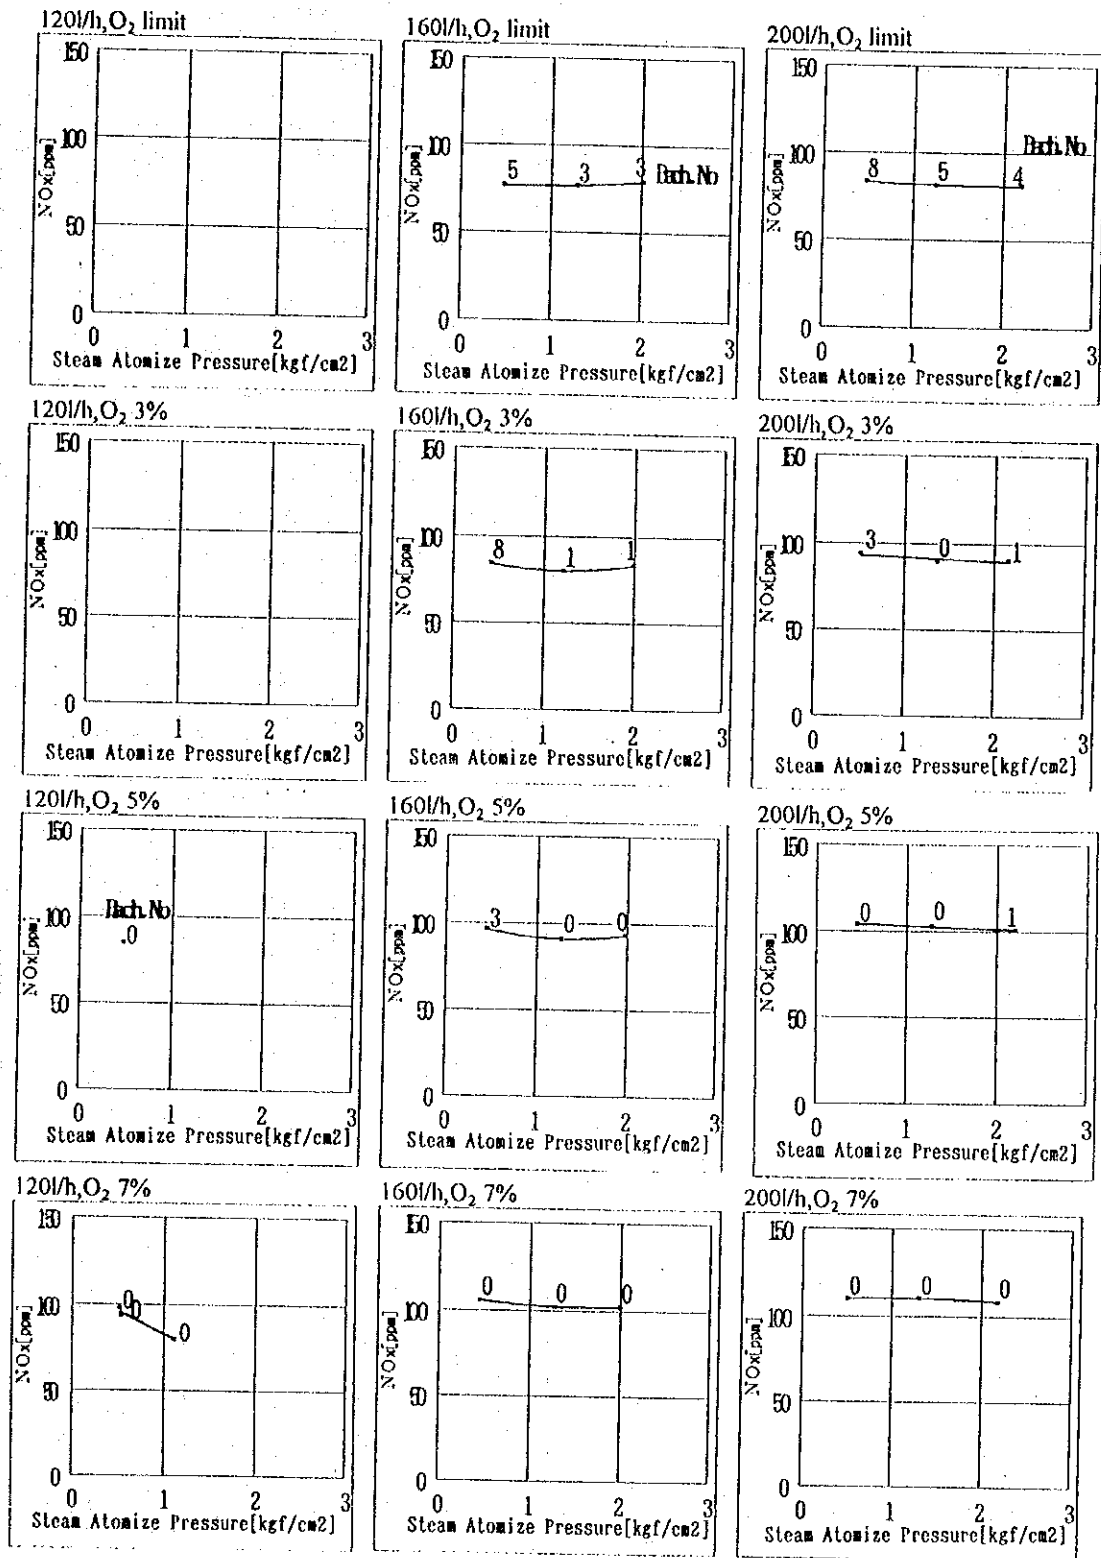 120l/h,O₂ limit
150
100
50
0
NOx[ppm]
0 1 2 3
Steam Atomize Pressure[kgf/cm2]
160l/h,O₂ limit
150
100
50
0
NOx[ppm]
5 3 3 Bach.No
0 1 2 3
Steam Atomize Pressure[kgf/cm2]
200l/h,O₂ limit
150
100
50
0
NOx[ppm]
Bach.No
8 5 4
0 1 2 3
Steam Atomize Pressure[kgf/cm2]
120l/h,O₂ 3%
150
100
50
0
NOx[ppm]
0 1 2 3
Steam Atomize Pressure[kgf/cm2]
160l/h,O₂ 3%
150
100
50
0
NOx[ppm]
8 1 1
0 1 2 3
Steam Atomize Pressure[kgf/cm2]
200l/h,O₂ 3%
150
100
50
0
NOx[ppm]
3 0 1
0 1 2 3
Steam Atomize Pressure[kgf/cm2]
120l/h,O₂ 5%
150
100
50
0
NOx[ppm]
Bach.No
0
0 1 2 3
Steam Atomize Pressure[kgf/cm2]
160l/h,O₂ 5%
150
100
50
0
NOx[ppm]
3 0 0
0 1 2 3
Steam Atomize Pressure[kgf/cm2]
200l/h,O₂ 5%
150
100
50
0
NOx[ppm]
0 0 1
0 1 2 3
Steam Atomize Pressure[kgf/cm2]
120l/h,O₂ 7%
150
100
50
0
NOx[ppm]
0 0 0
0 1 2 3
Steam Atomize Pressure[kgf/cm2]
160l/h,O₂ 7%
150
100
50
0
NOx[ppm]
0 0 0
0 1 2 3
Steam Atomize Pressure[kgf/cm2]
200l/h,O₂ 7%
150
100
50
0
NOx[ppm]
0 0 0
0 1 2 3
Steam Atomize Pressure[kgf/cm2]